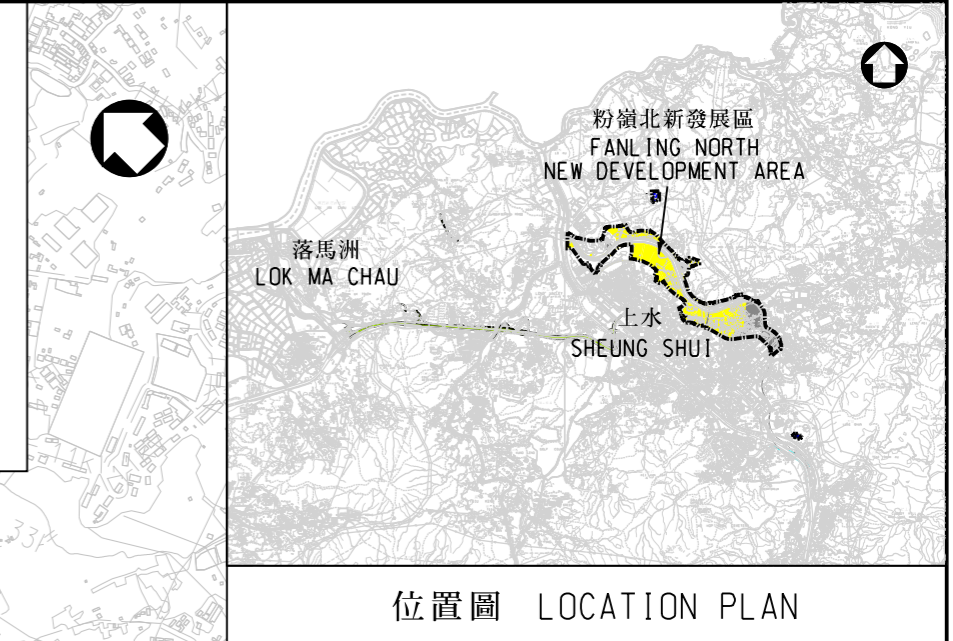 粉嶺北新發展區
FANLING NORTH
NEW DEVELOPMENT AREA
落馬洲
LOK MA CHAU
上水
SHEUNG SHUI
位置圖 LOCATION PLAN